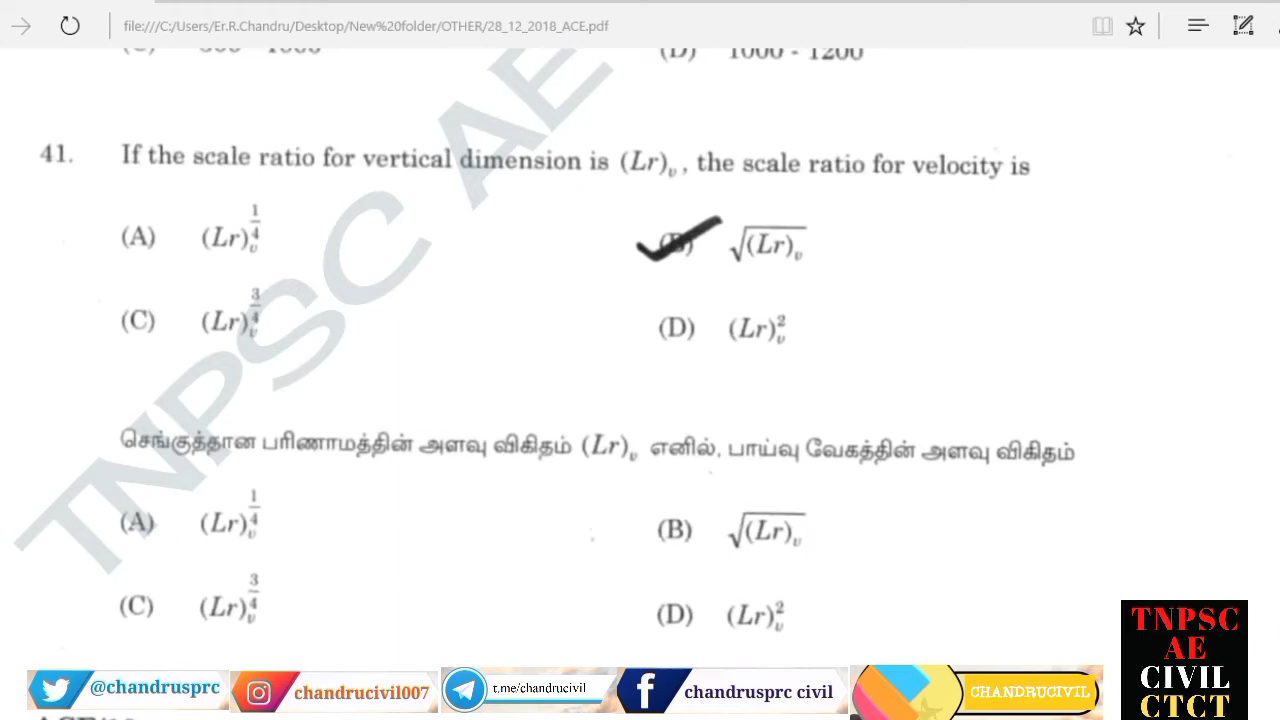 file:///C:/Users/Er.R.Chandru/Desktop/New%20folder/OTHER/28_12_2018_ACE.pdf
(D) 1000 - 1200
41. If the scale ratio for vertical dimension is (Lr)ᵥ, the scale ratio for velocity is
(A) (Lr)ᵥ^(1/4) (B) √(Lr)ᵥ
(C) (Lr)ᵥ^(3/4) (D) (Lr)ᵥ²
செங்குத்தான பரிணாமத்தின் அளவு விகிதம் (Lr)ᵥ எனில், பாய்வு வேகத்தின் அளவு விகிதம்
(A) (Lr)ᵥ^(1/4) (B) √(Lr)ᵥ
(C) (Lr)ᵥ^(3/4) (D) (Lr)ᵥ²
TNPSC AE
TNPSC
AE
CIVIL
CTCT
@chandrusprc chandrucivil007 t.me/chandrucivil chandrusprc civil CHANDRUCIVIL